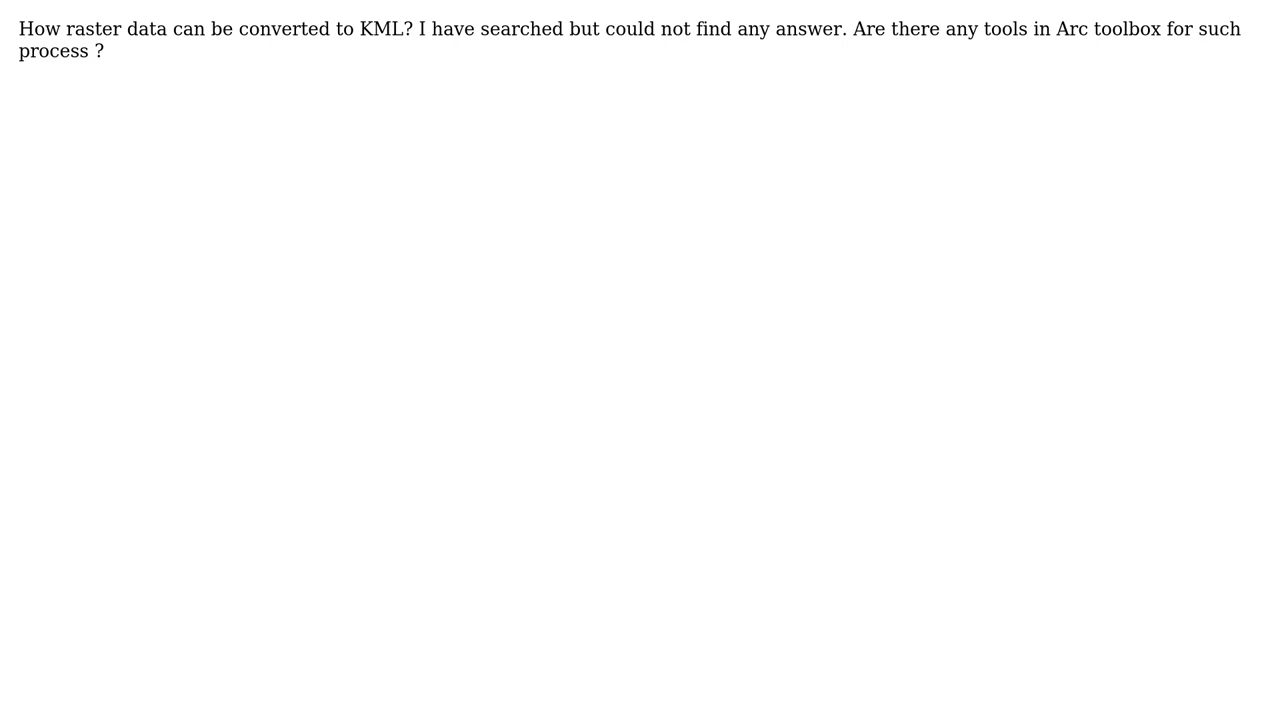 How raster data can be converted to KML? I have searched but could not find any answer. Are there any tools in Arc toolbox for such
process ?